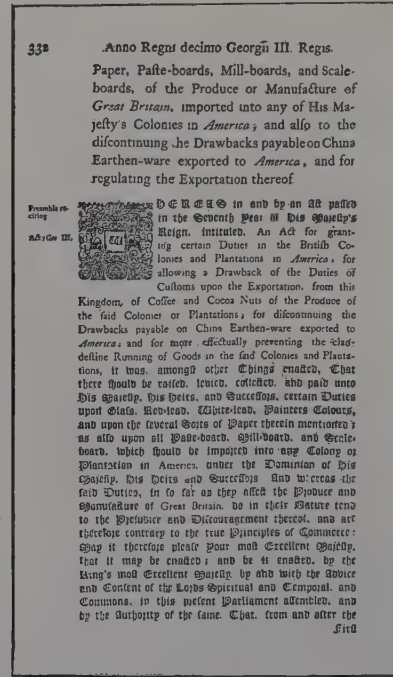 332 Anno Regni decimo Georgii III. Regis.
Paper, Paſte-boards, Mill-boards, and Scale-
boards, of the Produce or Manufacture of
Great Britain, imported into any of His Ma-
jeſty's Colonies in America; and alſo to the
diſcontinuing the Drawbacks payable on China
Earthen-ware exported to America, and for
regulating the Exportation thereof
Preamble re-
citing
Act 7 Geo III,
WHEREAS in and by an Act paſſed
in the Seventh Year of His Majeſty's
Reign, intituled, An Act for grant-
ing certain Duties in the Britiſh Co-
lonies and Plantations in America, for
allowing a Drawback of the Duties of
Cuſtoms upon the Exportation, from this
Kingdom, of Coffee and Cocoa Nuts of the Produce of
the ſaid Colonies or Plantations; for diſcontinuing the
Drawbacks payable on China Earthen-ware exported to
America; and for more effectually preventing the clan-
deſtine Running of Goods in the ſaid Colonies and Planta-
tions, it was, amongſt other Things enacted, That
there ſhould be raiſed, levied, collected, and paid unto
His Majeſty, His Heirs, and Succeſſors, certain Duties
upon Glaſs, Red-lead, White-lead, Painters Colours,
and upon the ſeveral Sorts of Paper therein mentioned;
as alſo upon all Paſte-board, Mill-board, and Scale-
board, which ſhould be imported into any Colony or
Plantation in America, under the Dominion of His
Majeſty, His Heirs and Succeſſors And whereas the
ſaid Duties, in ſo far as they affect the Produce and
Manufacture of Great Britain, do in their Nature tend
to the Prejudice and Diſcouragement thereof, and are
therefore contrary to the true Principles of Commerce:
May it therefore pleaſe Your moſt Excellent Majeſty,
that it may be enacted; and be it enacted, by the
King's moſt Excellent Majeſty, by and with the Advice
and Conſent of the Lords Spiritual and Temporal, and
Commons, in this preſent Parliament aſſembled, and
by the Authority of the ſame, That, from and after the
Firſt